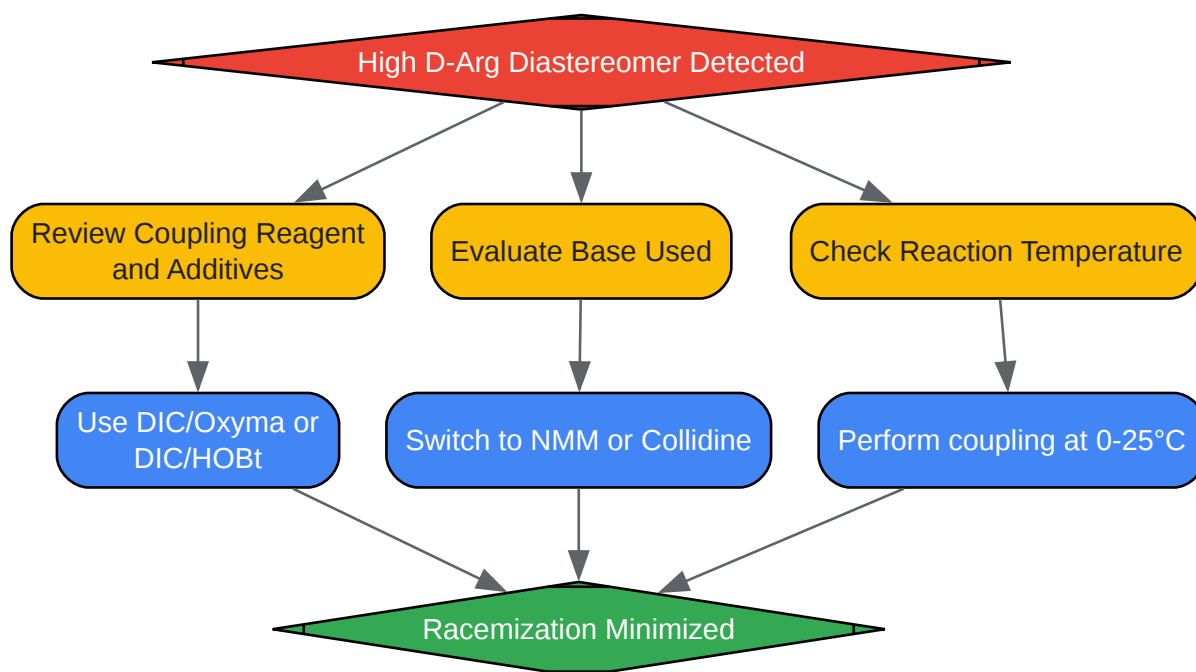 High D-Arg Diastereomer Detected
Review Coupling Reagent
and Additives
Evaluate Base Used
Check Reaction Temperature
Use DIC/Oxyma or
DIC/HOBt
Switch to NMM or Collidine
Perform coupling at 0-25°C
Racemization Minimized